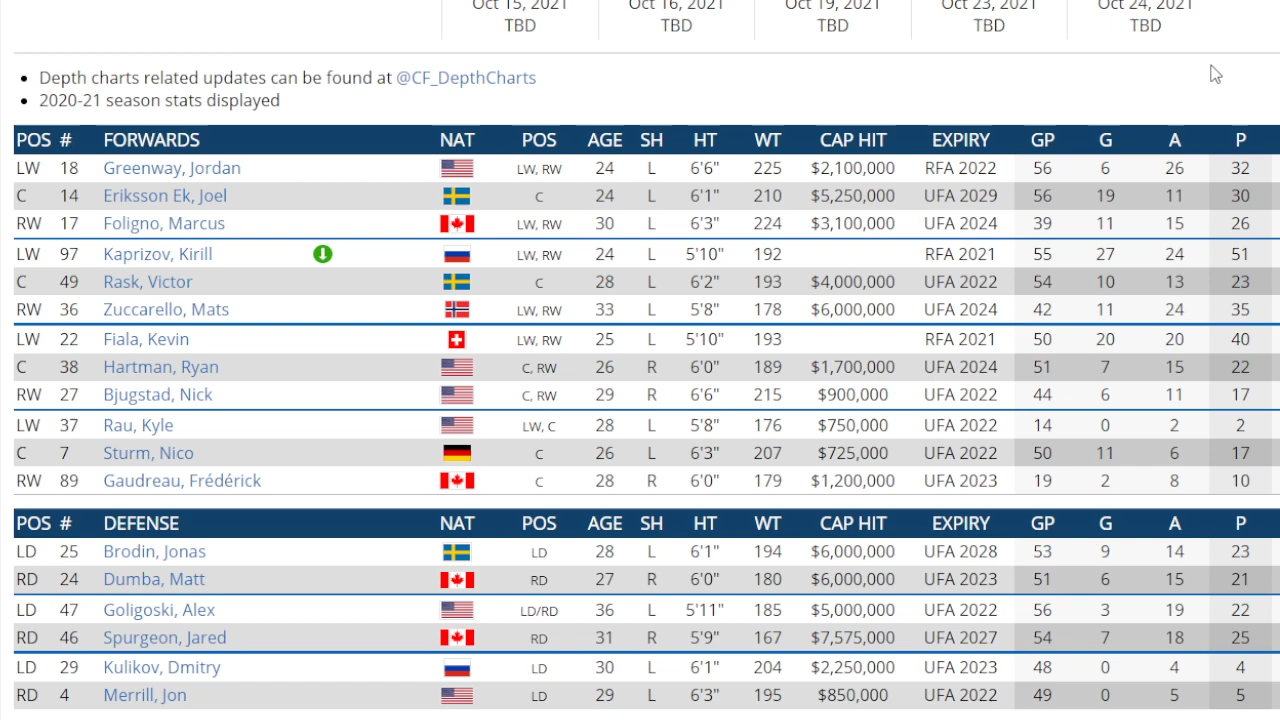 Oct 15, 2021 Oct 16, 2021 Oct 19, 2021 Oct 23, 2021 Oct 24, 2021
TBD TBD TBD TBD TBD
Depth charts related updates can be found at @CF_DepthCharts
2020-21 season stats displayed
POS # FORWARDS NAT POS AGE SH HT WT CAP HIT EXPIRY GP G A P
LW 18 Greenway, Jordan LW, RW 24 L 6'6" 225 $2,100,000 RFA 2022 56 6 26 32
C 14 Eriksson Ek, Joel C 24 L 6'1" 210 $5,250,000 UFA 2029 56 19 11 30
RW 17 Foligno, Marcus LW, RW 30 L 6'3" 224 $3,100,000 UFA 2024 39 11 15 26
LW 97 Kaprizov, Kirill LW, RW 24 L 5'10" 192 RFA 2021 55 27 24 51
C 49 Rask, Victor C 28 L 6'2" 193 $4,000,000 UFA 2022 54 10 13 23
RW 36 Zuccarello, Mats LW, RW 33 L 5'8" 178 $6,000,000 UFA 2024 42 11 24 35
LW 22 Fiala, Kevin LW, RW 25 L 5'10" 193 RFA 2021 50 20 20 40
C 38 Hartman, Ryan C, RW 26 R 6'0" 189 $1,700,000 UFA 2024 51 7 15 22
RW 27 Bjugstad, Nick C, RW 29 R 6'6" 215 $900,000 UFA 2022 44 6 11 17
LW 37 Rau, Kyle LW, C 28 L 5'8" 176 $750,000 UFA 2022 14 0 2 2
C 7 Sturm, Nico C 26 L 6'3" 207 $725,000 UFA 2022 50 11 6 17
RW 89 Gaudreau, Frédérick C 28 R 6'0" 179 $1,200,000 UFA 2023 19 2 8 10
POS # DEFENSE NAT POS AGE SH HT WT CAP HIT EXPIRY GP G A P
LD 25 Brodin, Jonas LD 28 L 6'1" 194 $6,000,000 UFA 2028 53 9 14 23
RD 24 Dumba, Matt RD 27 R 6'0" 180 $6,000,000 UFA 2023 51 6 15 21
LD 47 Goligoski, Alex LD/RD 36 L 5'11" 185 $5,000,000 UFA 2022 56 3 19 22
RD 46 Spurgeon, Jared RD 31 R 5'9" 167 $7,575,000 UFA 2027 54 7 18 25
LD 29 Kulikov, Dmitry LD 30 L 6'1" 204 $2,250,000 UFA 2023 48 0 4 4
RD 4 Merrill, Jon LD 29 L 6'3" 195 $850,000 UFA 2022 49 0 5 5